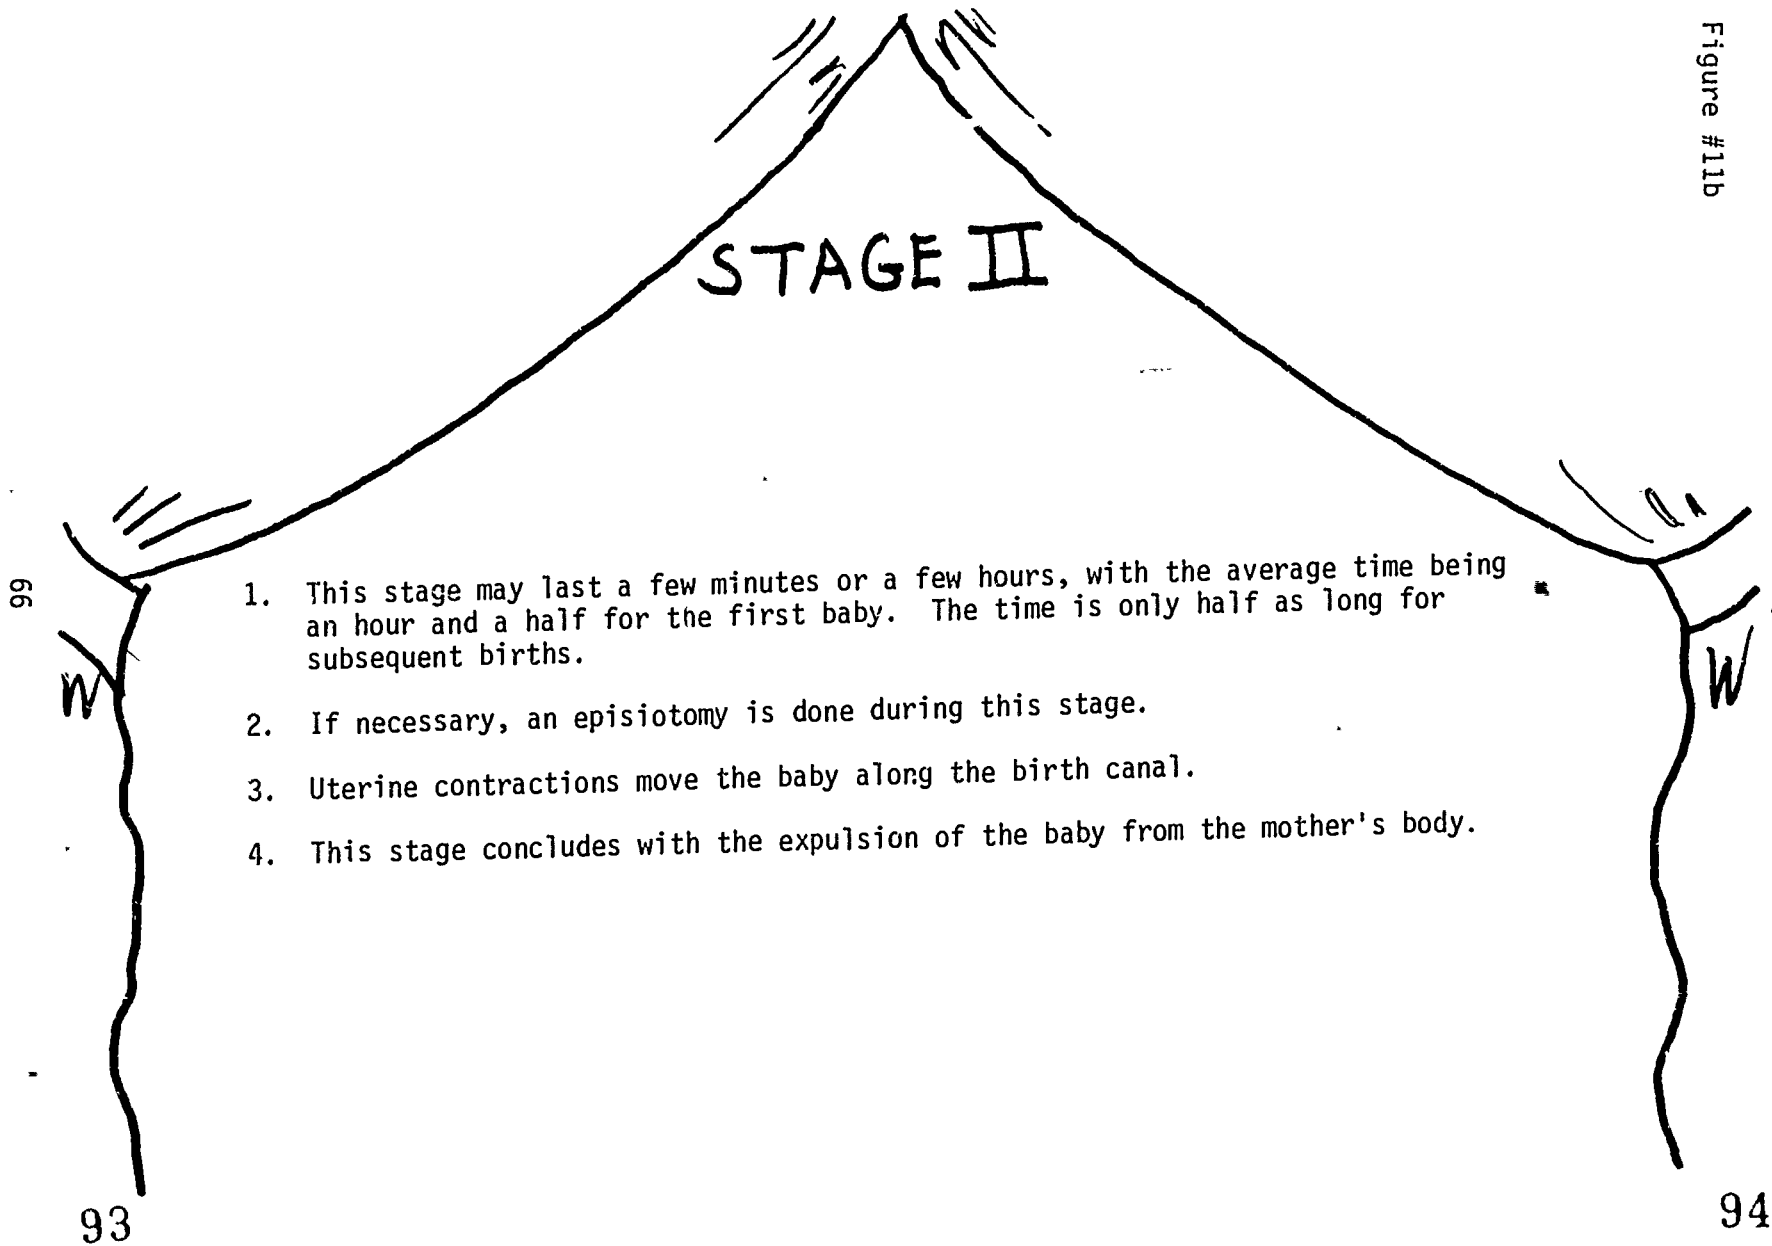 Figure #11b
STAGE II
1. This stage may last a few minutes or a few hours, with the average time being
an hour and a half for the first baby. The time is only half as long for
subsequent births.
2. If necessary, an episiotomy is done during this stage.
3. Uterine contractions move the baby along the birth canal.
4. This stage concludes with the expulsion of the baby from the mother's body.
66
93
94